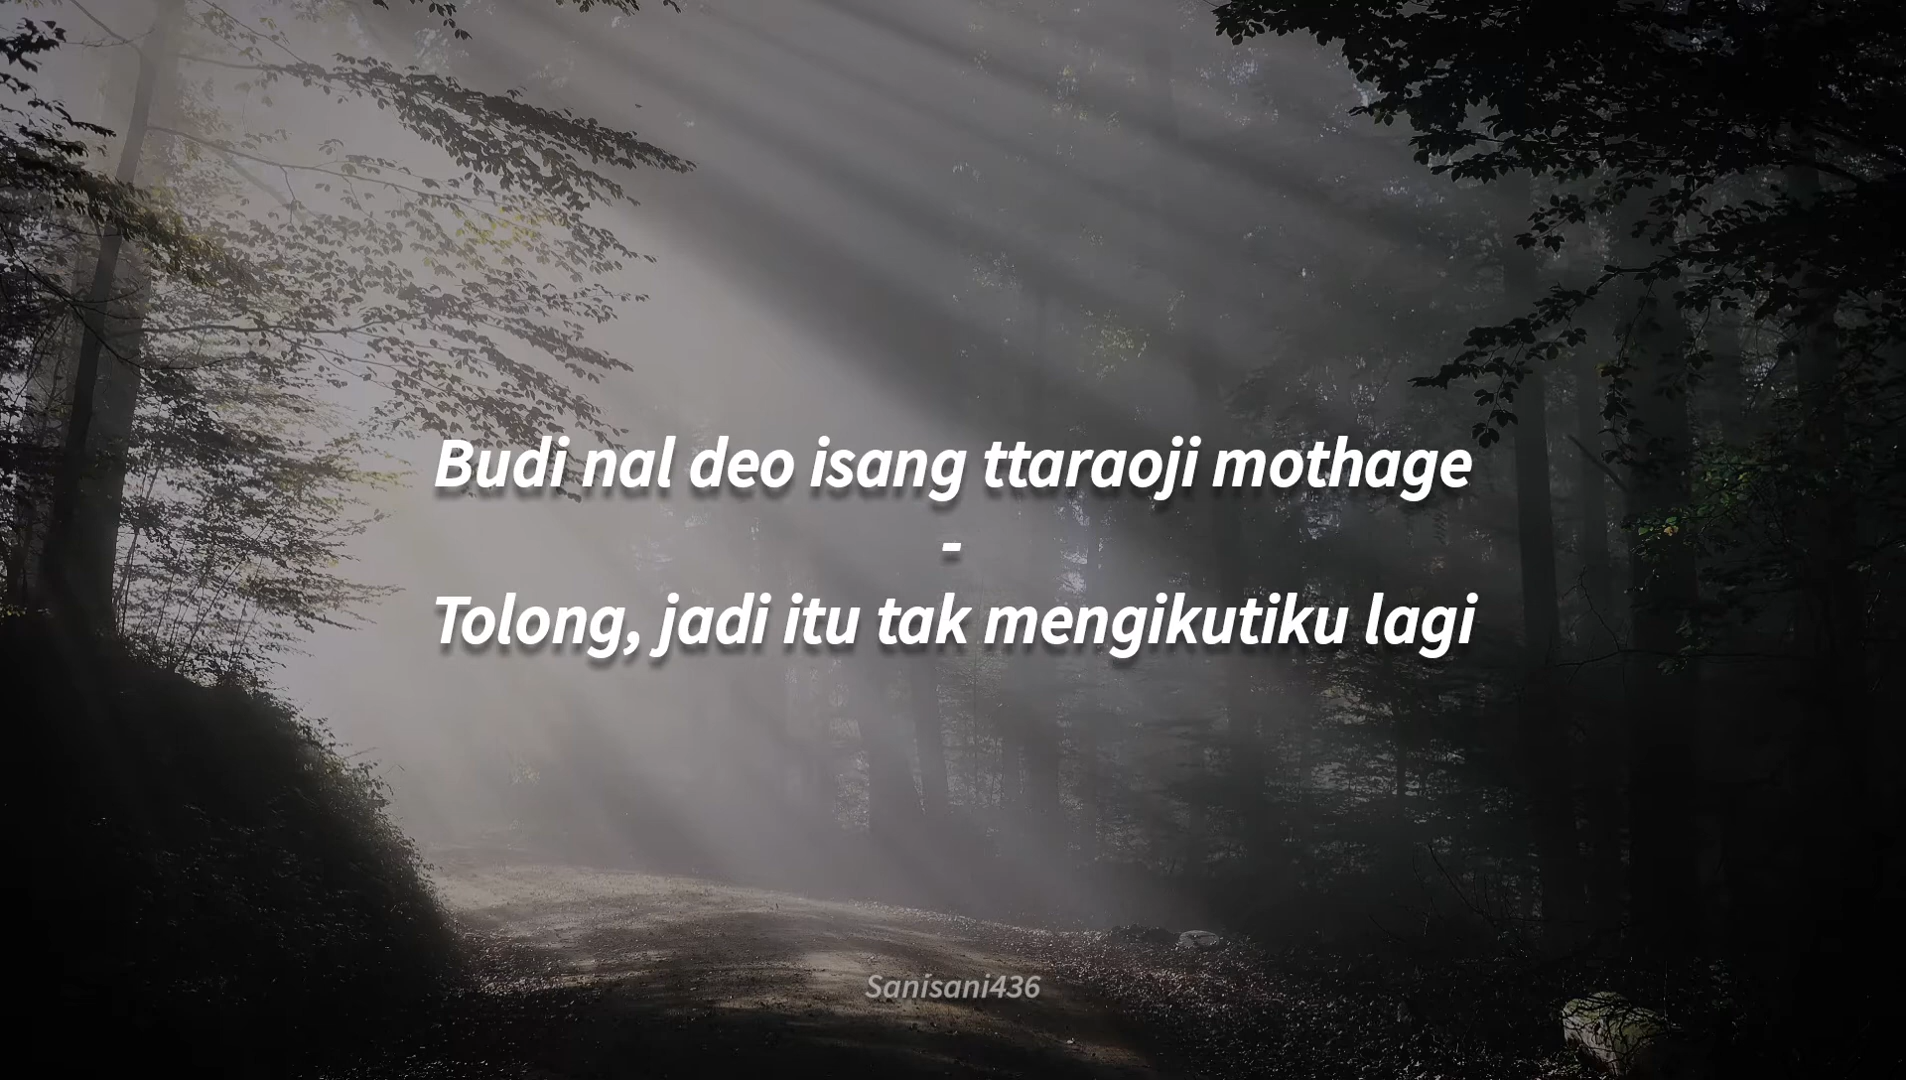 Budi nal deo isang ttaraoji mothage
-
Tolong, jadi itu tak mengikutiku lagi
Sanisani436